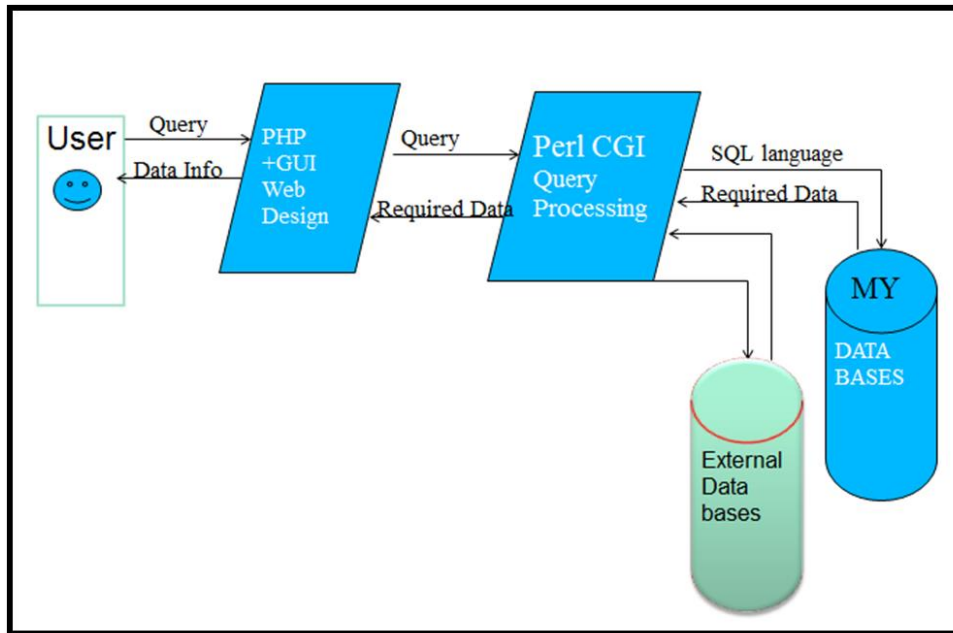 User
Query
Data Info
PHP
+GUI
Web
Design
Query
Required Data
Perl CGI
Query
Processing
SQL language
Required Data
MY
DATA
BASES
External
Data
bases